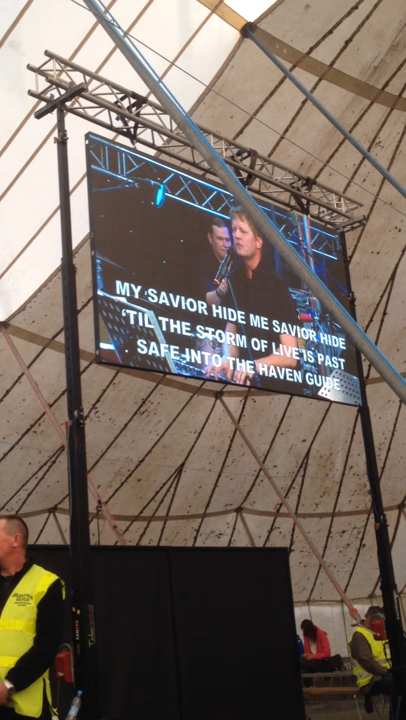 MY SAVIOR HIDE ME SAVIOR HIDE
‘TIL THE STORM OF LIVE IS PAST
SAFE INTO THE HAVEN GUIDE